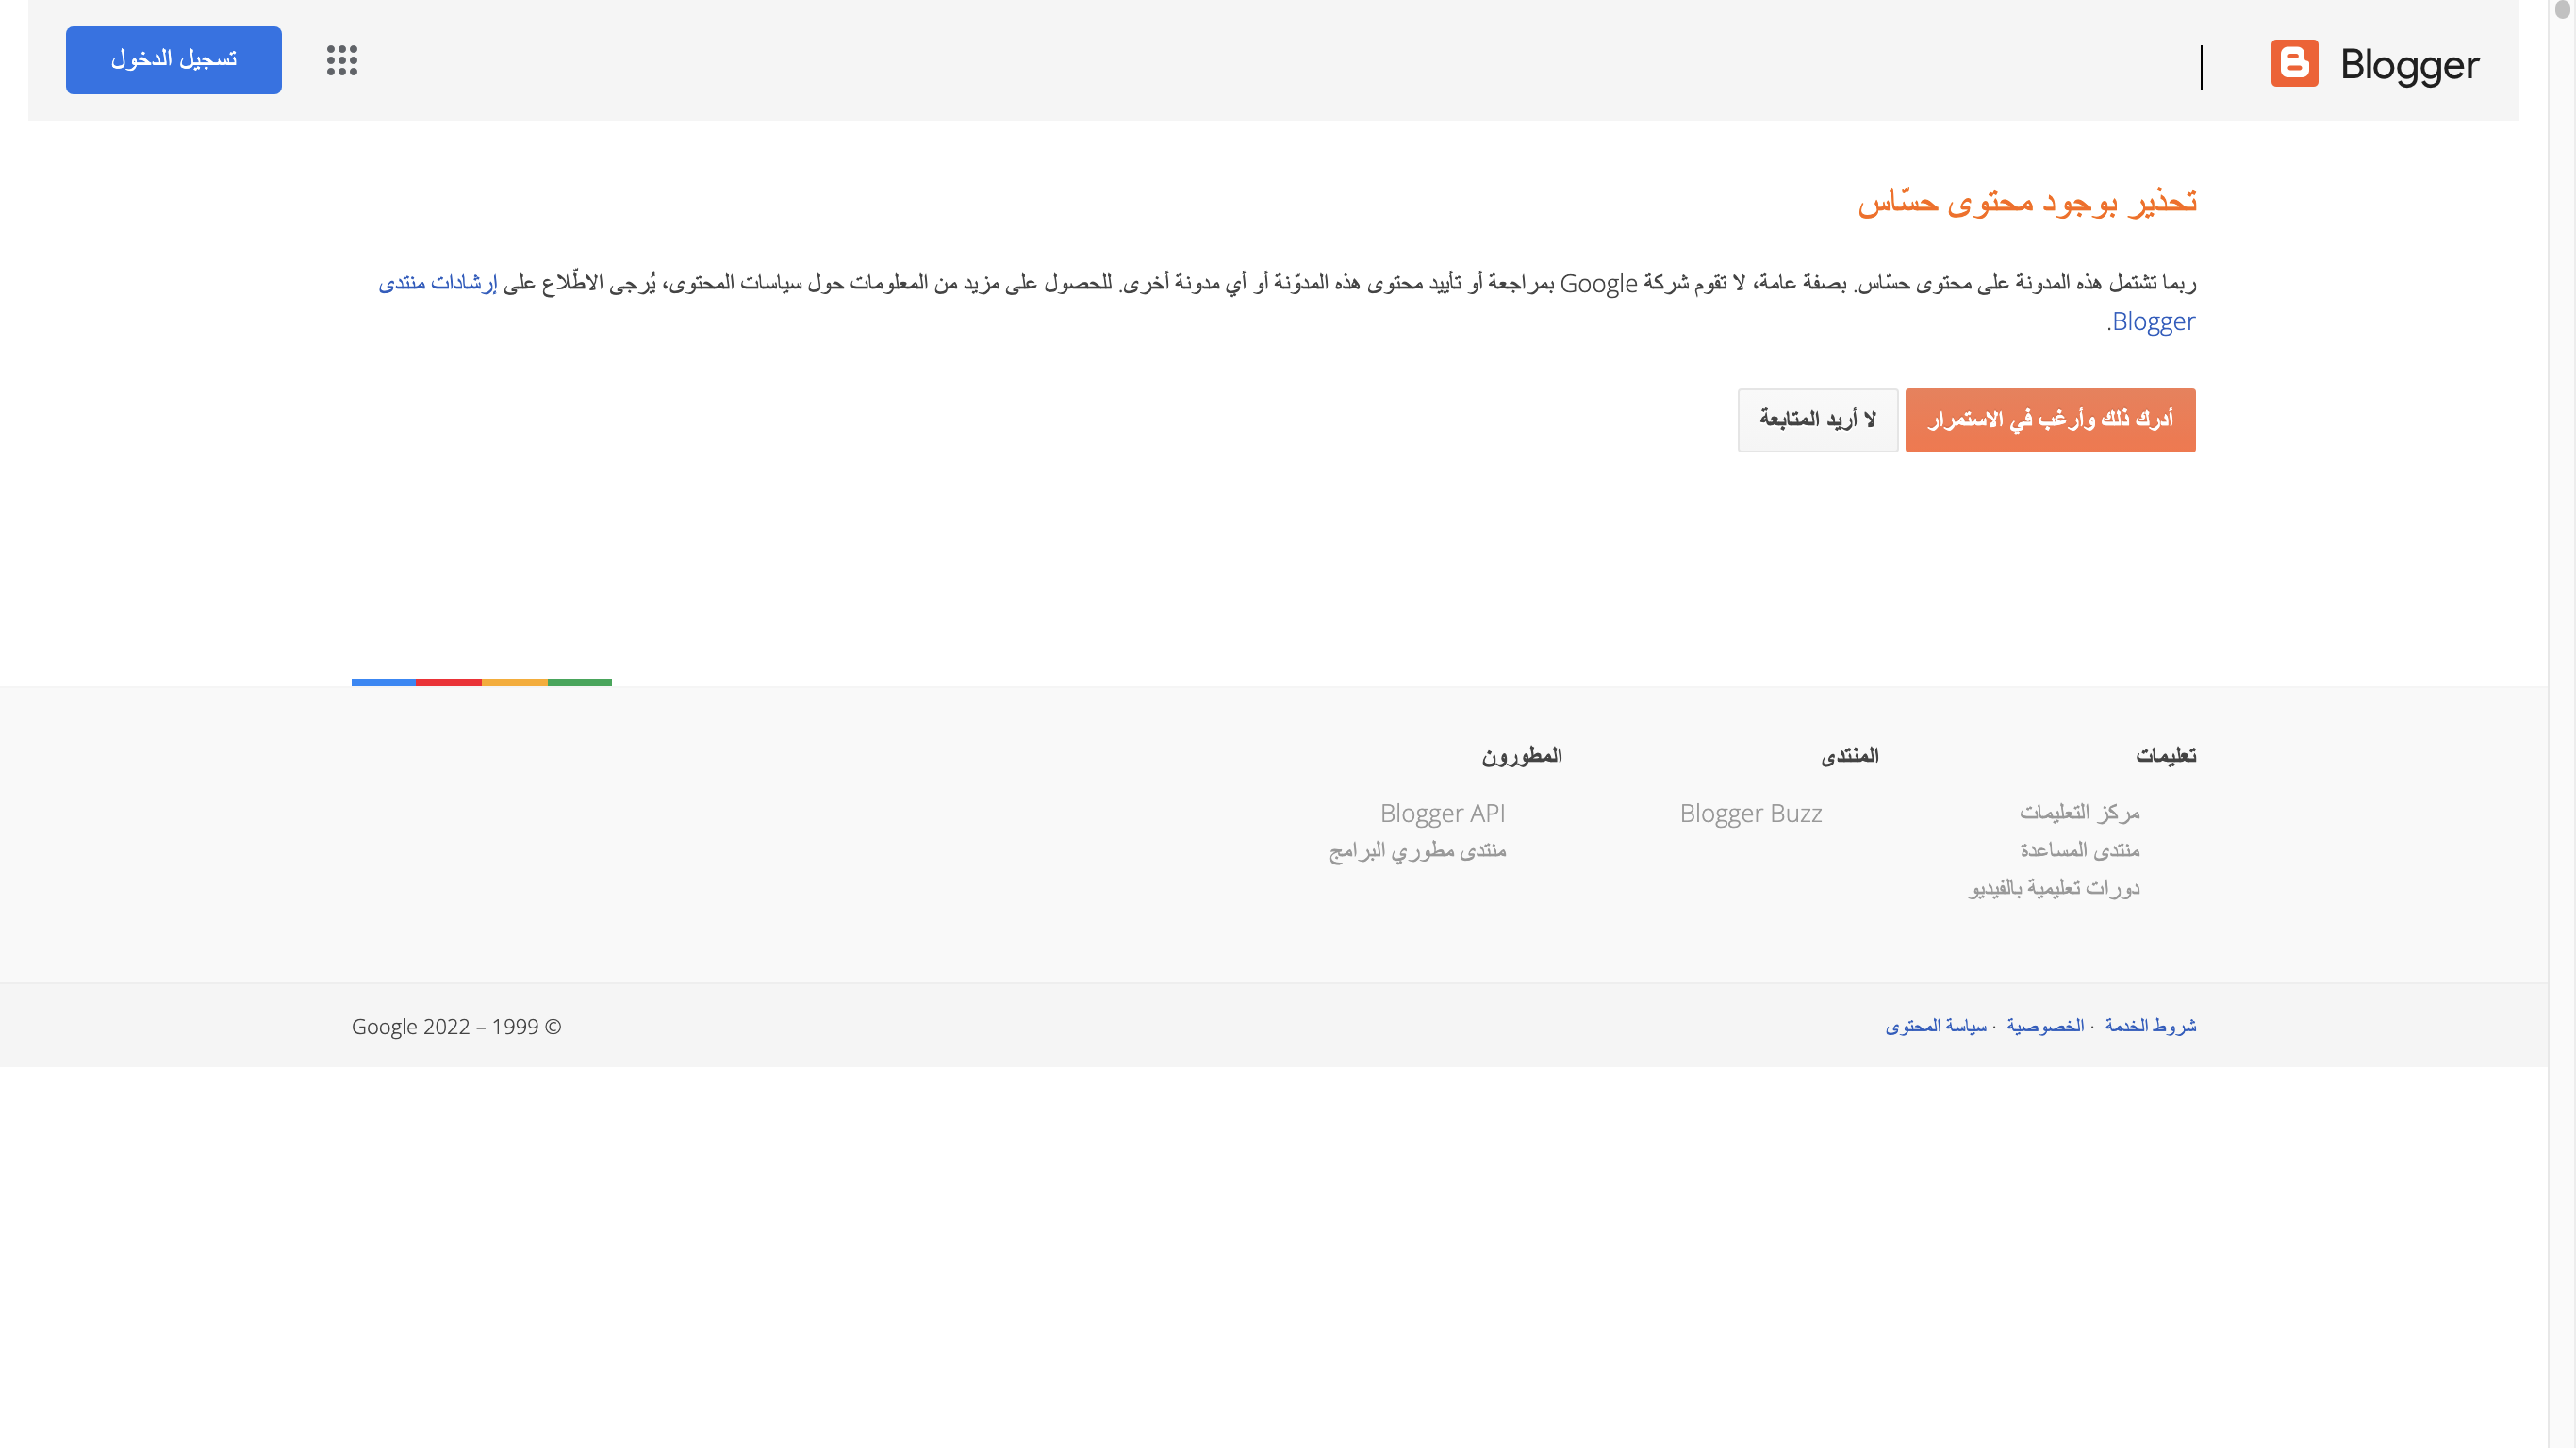 Blogger
تسجيل الدخول
تحذير بوجود محتوى حسّاس
ربما تشتمل هذه المدونة على محتوى حسّاس. بصفة عامة، لا تقوم شركة Google بمراجعة أو تأييد محتوى هذه المدوّنة أو أي مدونة أخرى. للحصول على مزيد من المعلومات حول سياسات المحتوى، يُرجى الاطّلاع على إرشادات منتدى
Blogger.
أدرك ذلك وأرغب في الاستمرار
لا أريد المتابعة
تعليمات
مركز التعليمات
منتدى المساعدة
دورات تعليمية بالفيديو
المنتدى
Blogger Buzz
المطورون
Blogger API
منتدى مطوري البرامج
شروط الخدمة · الخصوصية · سياسة المحتوى
© 1999 – 2022 Google